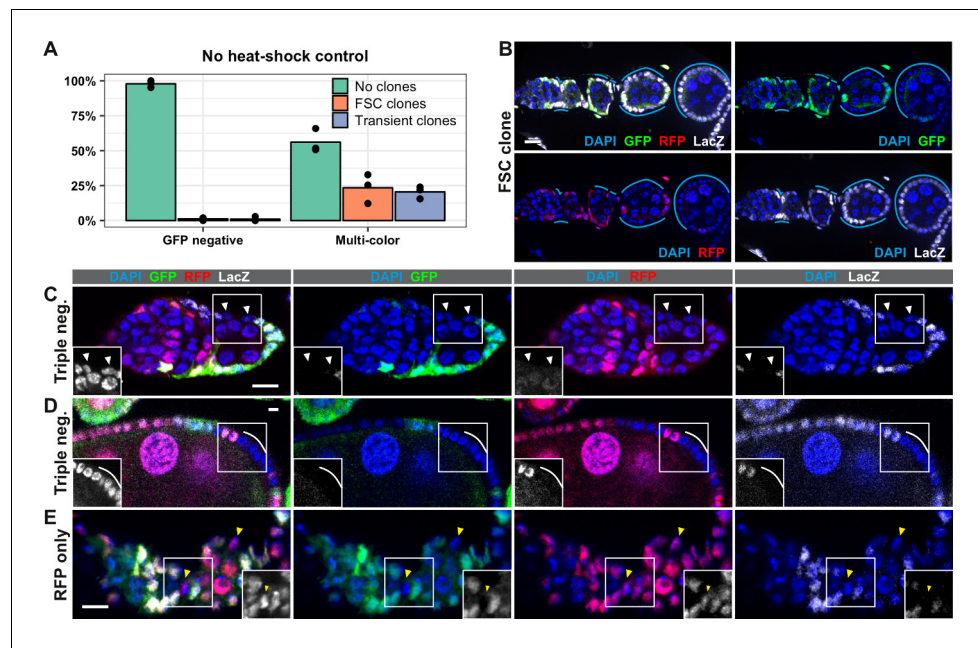 A
No heat-shock control
100%
75%
50%
25%
0%
No clones
FSC clones
Transient clones
GFP negative
Multi-color
B
FSC clone
DAPI GFP RFP LacZ
DAPI GFP
DAPI RFP
DAPI LacZ
DAPI GFP RFP LacZ
DAPI GFP
DAPI RFP
DAPI LacZ
C
Triple neg.
D
Triple neg.
E
RFP only